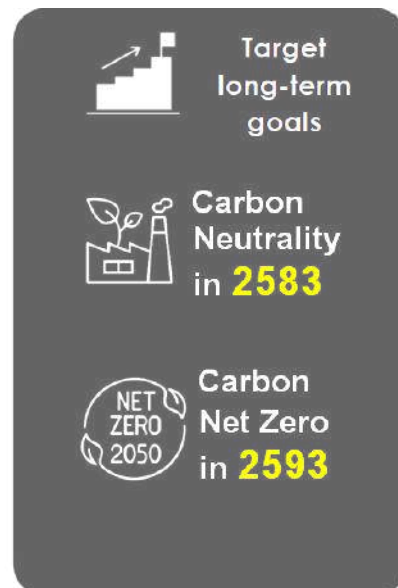 Target
long-term
goals
Carbon
Neutrality
in 2583
NET
ZERO
2050
Carbon
Net Zero
in 2593